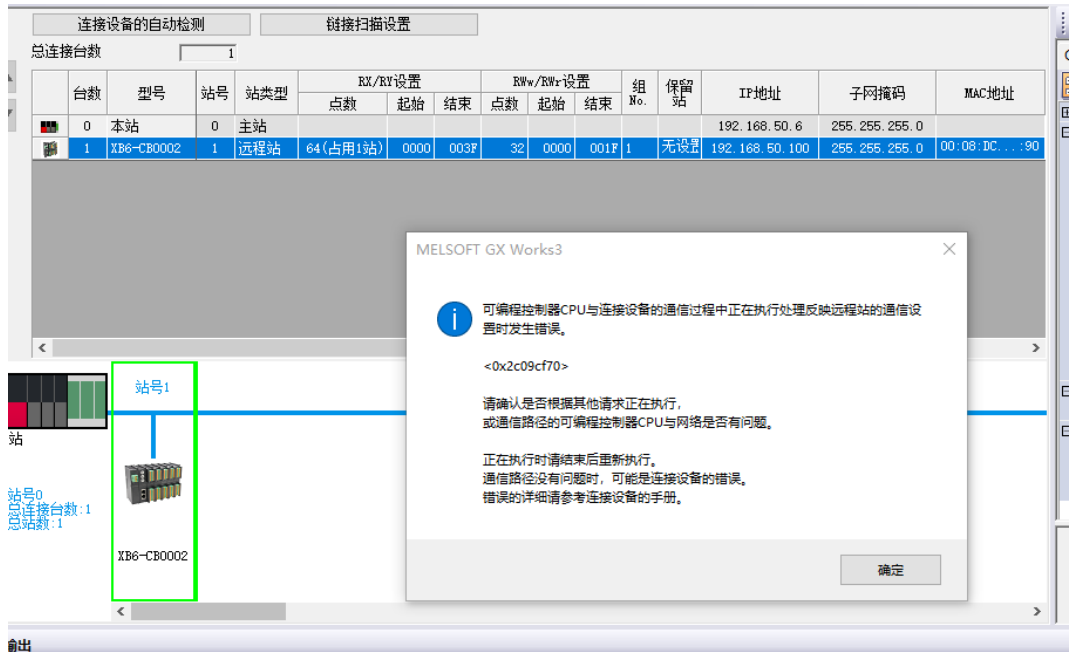 连接设备的自动检测 链接扫描设置
总连接台数 1
台数 型号 站号 站类型 RX/RY设置 RWw/RWr设置 组No. 保留站 IP地址 子网掩码 MAC地址
点数 起始 结束 点数 起始 结束
0 本站 0 主站 192.168.50.6 255.255.255.0
1 XB6-CB0002 1 远程站 64(占用1站) 0000 003F 32 0000 001F 1 无设置 192.168.50.100 255.255.255.0 00:08:DC...:90
MELSOFT GX Works3
可编程控制器CPU与连接设备的通信过程中正在执行处理反映远程站的通信设
置时发生错误。
<0x2c09cf70>
请确认是否根据其他请求正在执行，
或通信路径的可编程控制器CPU与网络是否有问题。
正在执行时请结束后重新执行。
通信路径没有问题时，可能是连接设备的错误。
错误的详细请参考连接设备的手册。
确定
站号1
站
站号0
总连接台数:1
总站数:1
XB6-CB0002
输出